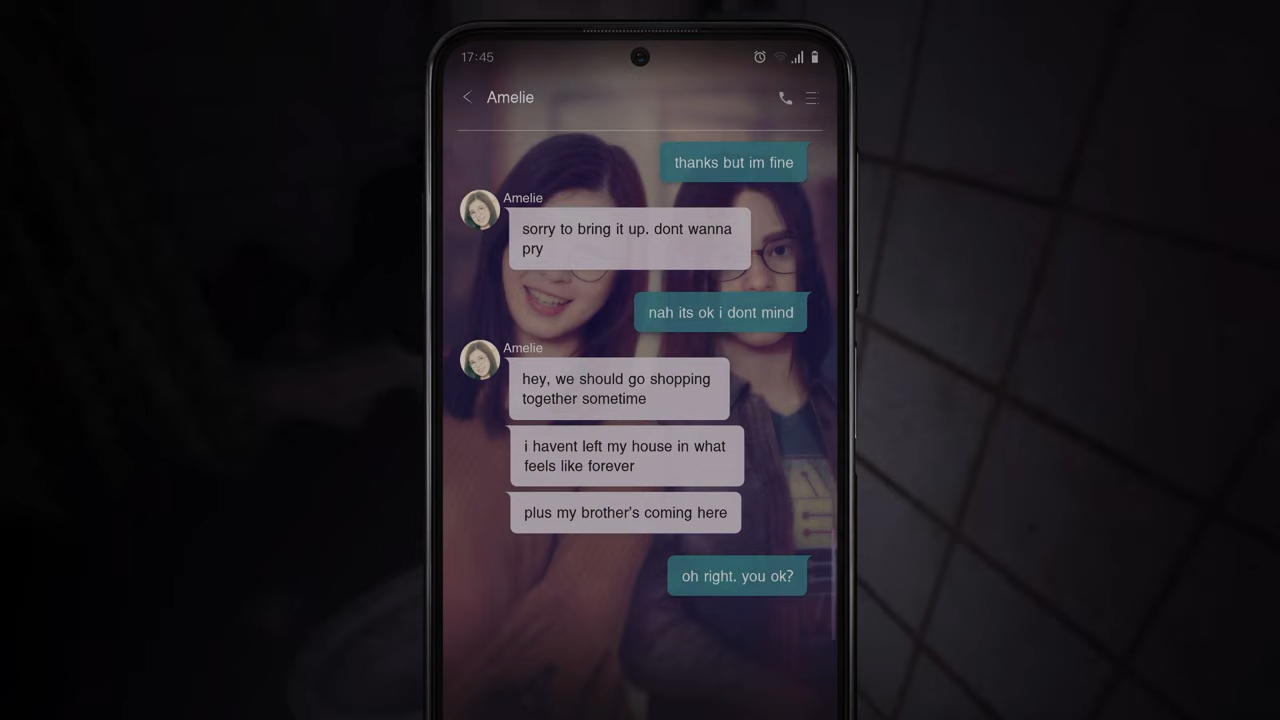 17:45
Amelie
thanks but im fine
Amelie
sorry to bring it up. dont wanna
pry
nah its ok i dont mind
Amelie
hey, we should go shopping
together sometime
i havent left my house in what
feels like forever
plus my brother's coming here
oh right. you ok?